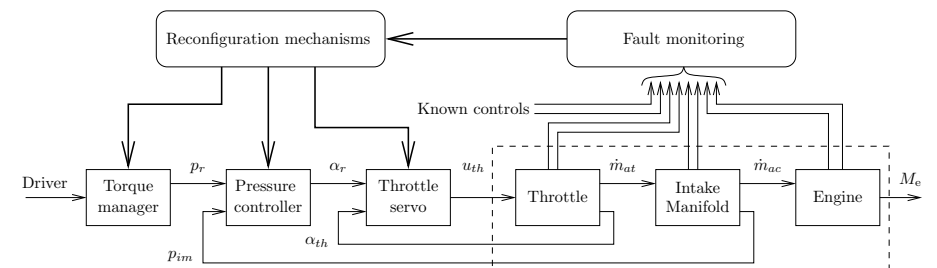 Reconfiguration mechanisms
Fault monitoring
Known controls
Driver
Torque
manager
p_r
Pressure
controller
α_r
Throttle
servo
u_th
Throttle
ṁ_at
Intake
Manifold
ṁ_ac
Engine
M_e
α_th
p_im